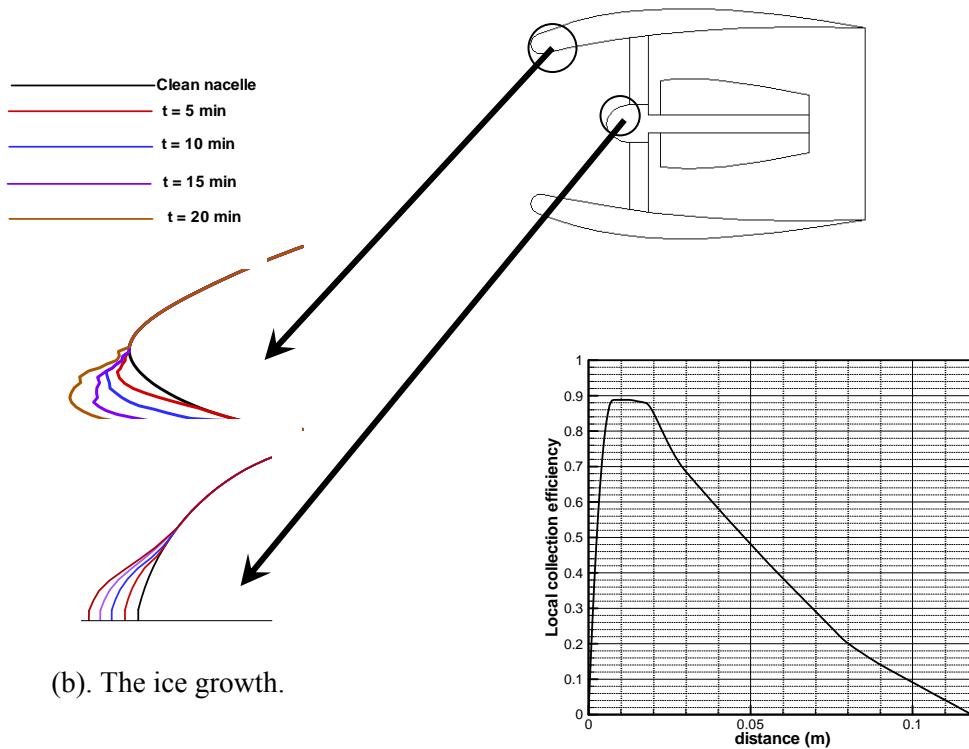 Clean nacelle
t = 5 min
t = 10 min
t = 15 min
t = 20 min
(b). The ice growth.
Local collection efficiency
1
0.9
0.8
0.7
0.6
0.5
0.4
0.3
0.2
0.1
0
0
0.05
0.1
distance (m)